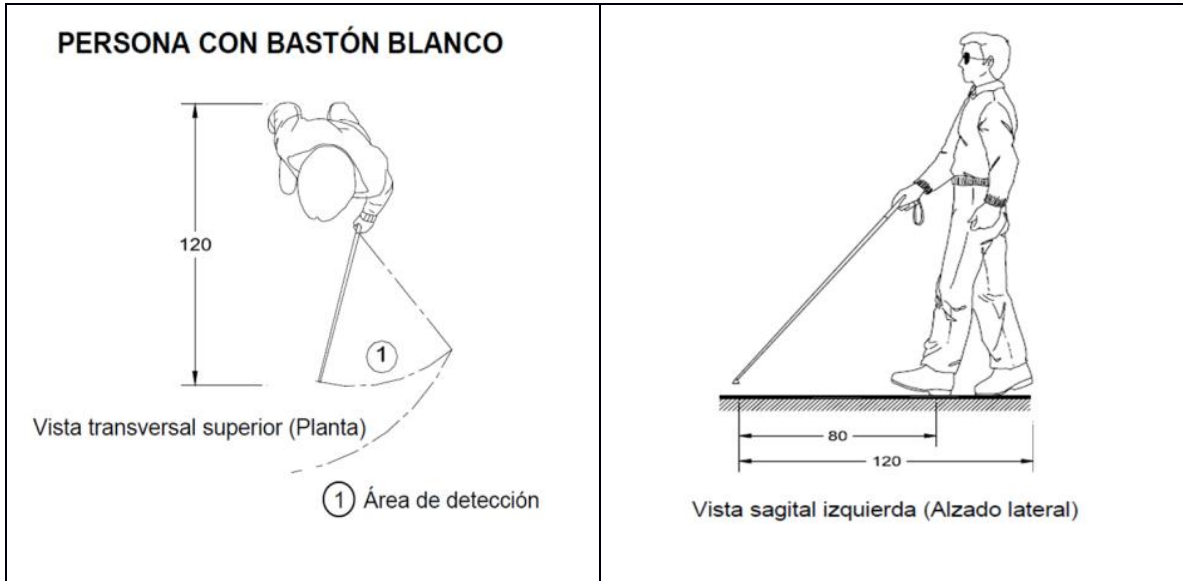 PERSONA CON BASTÓN BLANCO
120
1
Vista transversal superior (Planta)
1 Área de detección
80
120
Vista sagital izquierda (Alzado lateral)